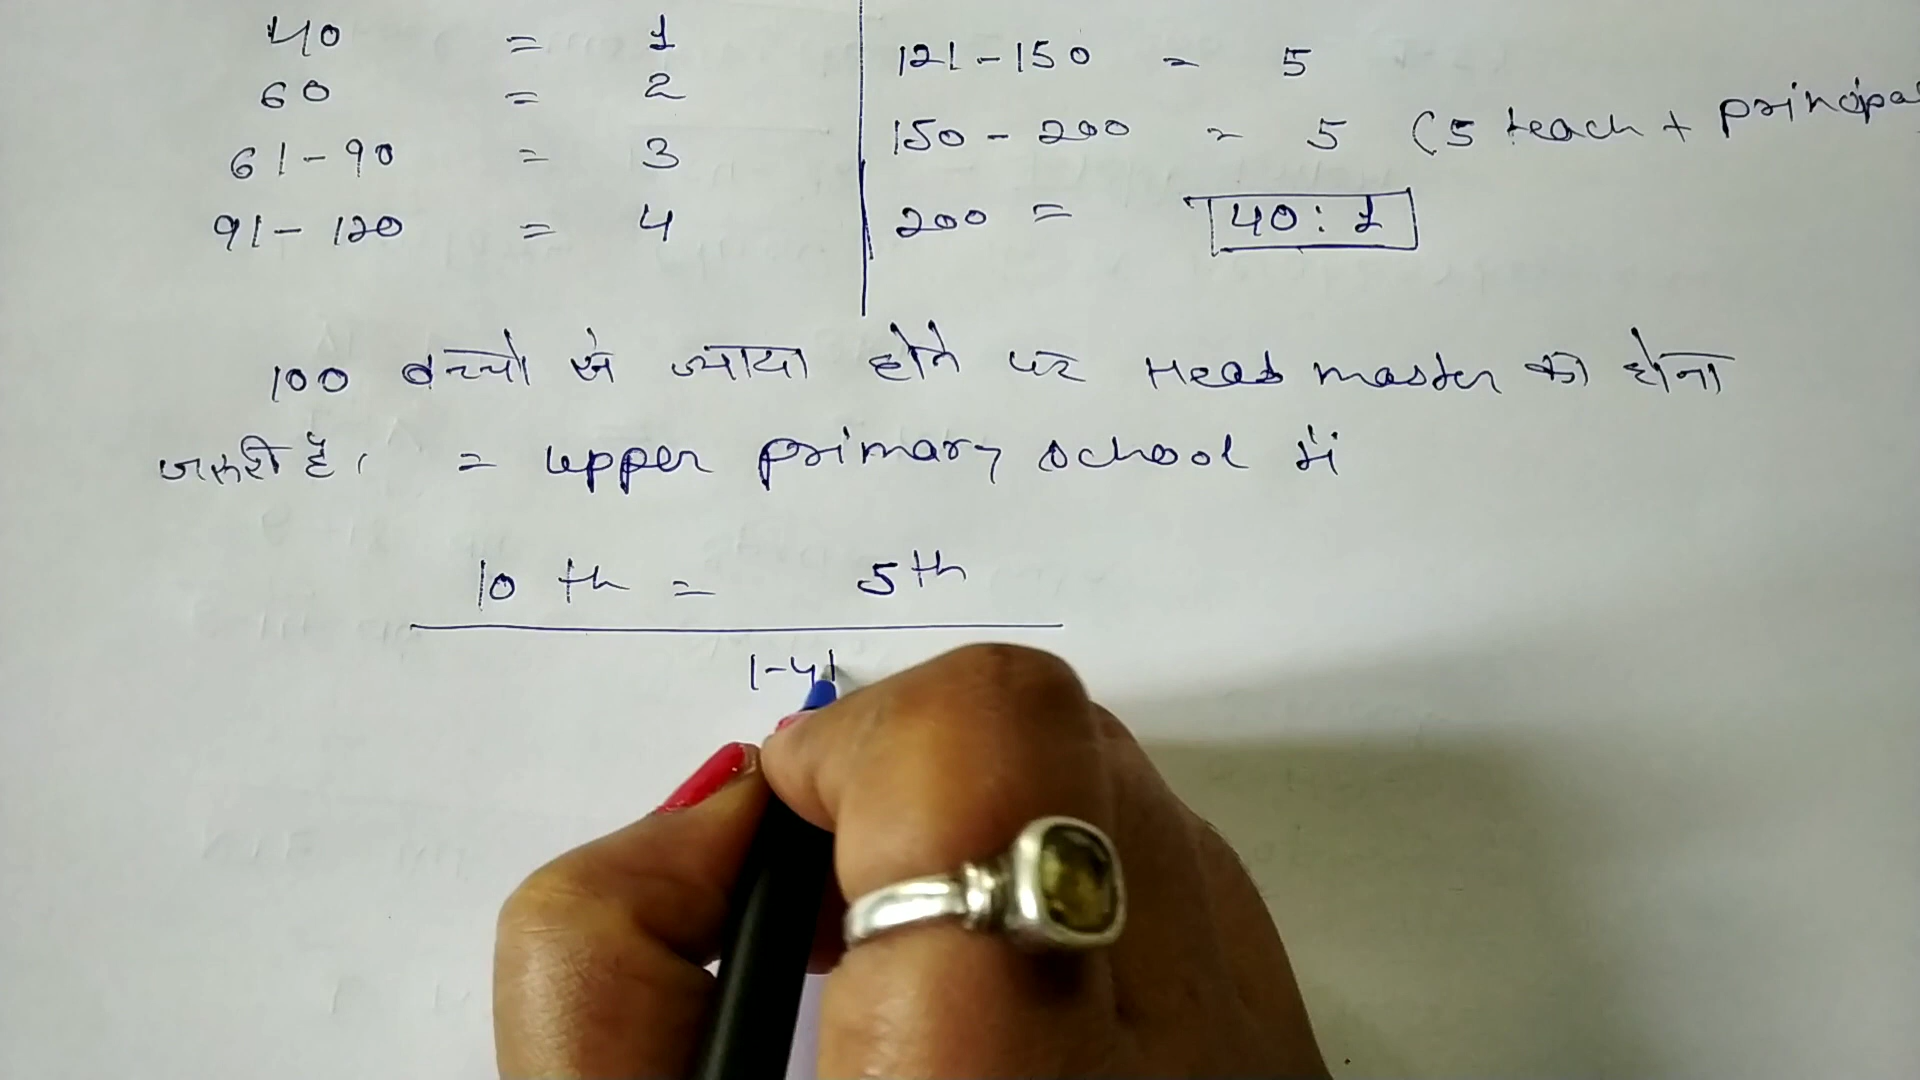 40 = 1
60 = 2
61-90 = 3
91-120 = 4
121-150 = 5
150-200 = 5 (5 teach + principal
200 = 40:1
100 बच्चो से ज्यादा होने पर Head master का होना
जरूरी है। = upper primary school में
10 th = 5th
1-4